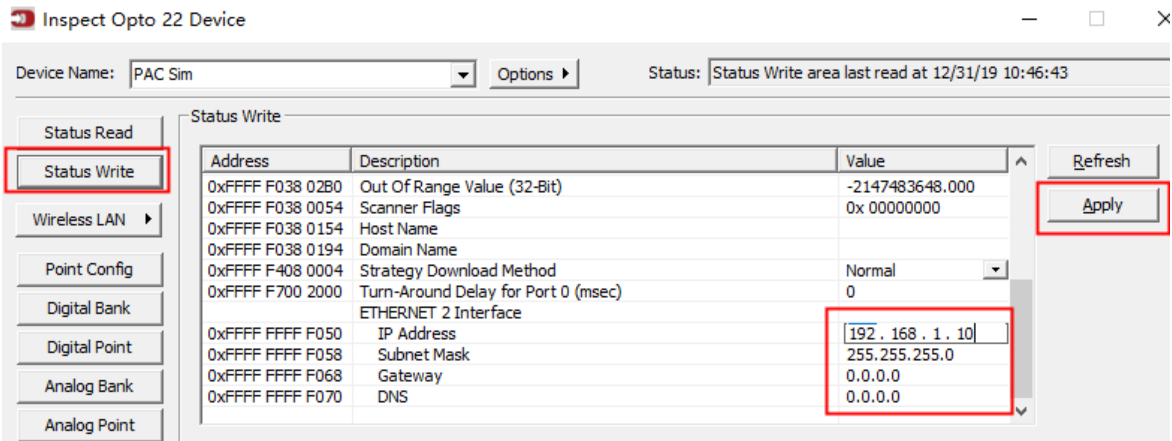 Inspect Opto 22 Device
Device Name: PAC Sim Options Status: Status Write area last read at 12/31/19 10:46:43
Status Read
Status Write
Wireless LAN
Point Config
Digital Bank
Digital Point
Analog Bank
Analog Point
Status Write
Address Description Value
0xFFFF F038 02B0 Out Of Range Value (32-Bit) -2147483648.000
0xFFFF F038 0054 Scanner Flags 0x 00000000
0xFFFF F038 0154 Host Name
0xFFFF F038 0194 Domain Name
0xFFFF F408 0004 Strategy Download Method Normal
0xFFFF F700 2000 Turn-Around Delay for Port 0 (msec) 0
ETHERNET 2 Interface
0xFFFF FFFF F050 IP Address 192 . 168 . 1 . 10
0xFFFF FFFF F058 Subnet Mask 255.255.255.0
0xFFFF FFFF F068 Gateway 0.0.0.0
0xFFFF FFFF F070 DNS 0.0.0.0
Refresh
Apply